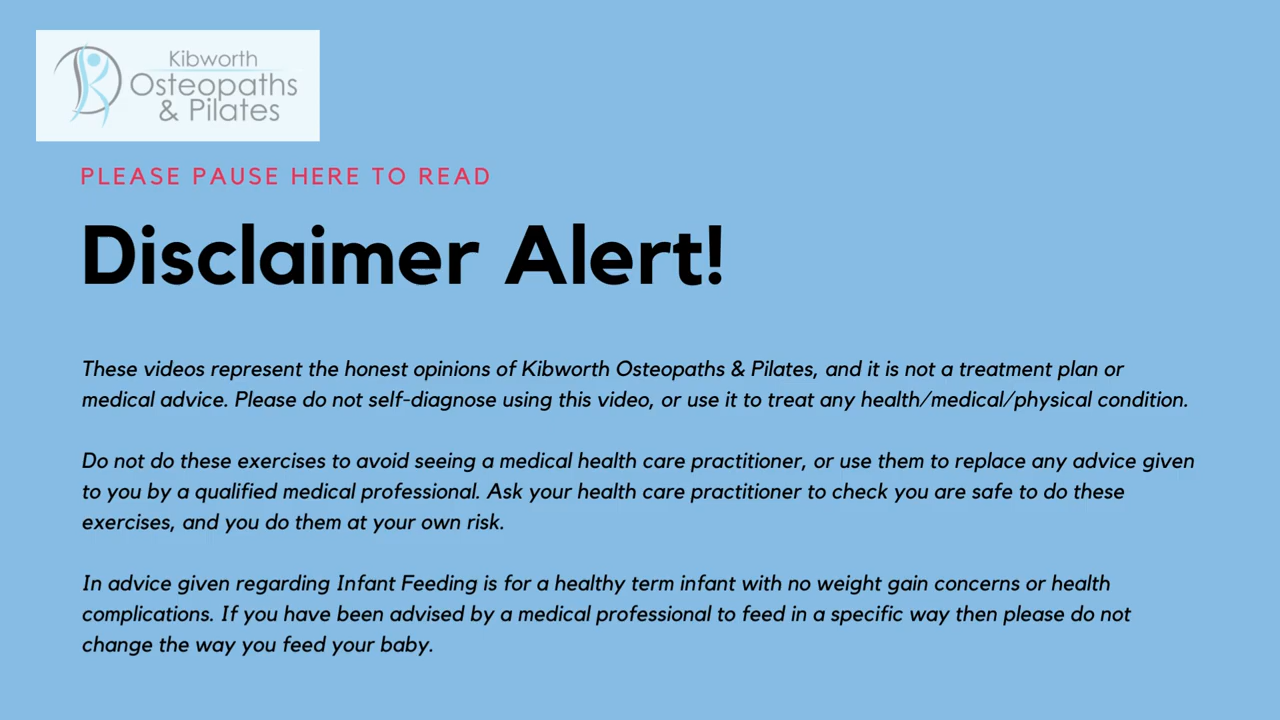 Kibworth
Osteopaths
& Pilates
PLEASE PAUSE HERE TO READ
Disclaimer Alert!
These videos represent the honest opinions of Kibworth Osteopaths & Pilates, and it is not a treatment plan or
medical advice. Please do not self-diagnose using this video, or use it to treat any health/medical/physical condition.
Do not do these exercises to avoid seeing a medical health care practitioner, or use them to replace any advice given
to you by a qualified medical professional. Ask your health care practitioner to check you are safe to do these
exercises, and you do them at your own risk.
In advice given regarding Infant Feeding is for a healthy term infant with no weight gain concerns or health
complications. If you have been advised by a medical professional to feed in a specific way then please do not
change the way you feed your baby.